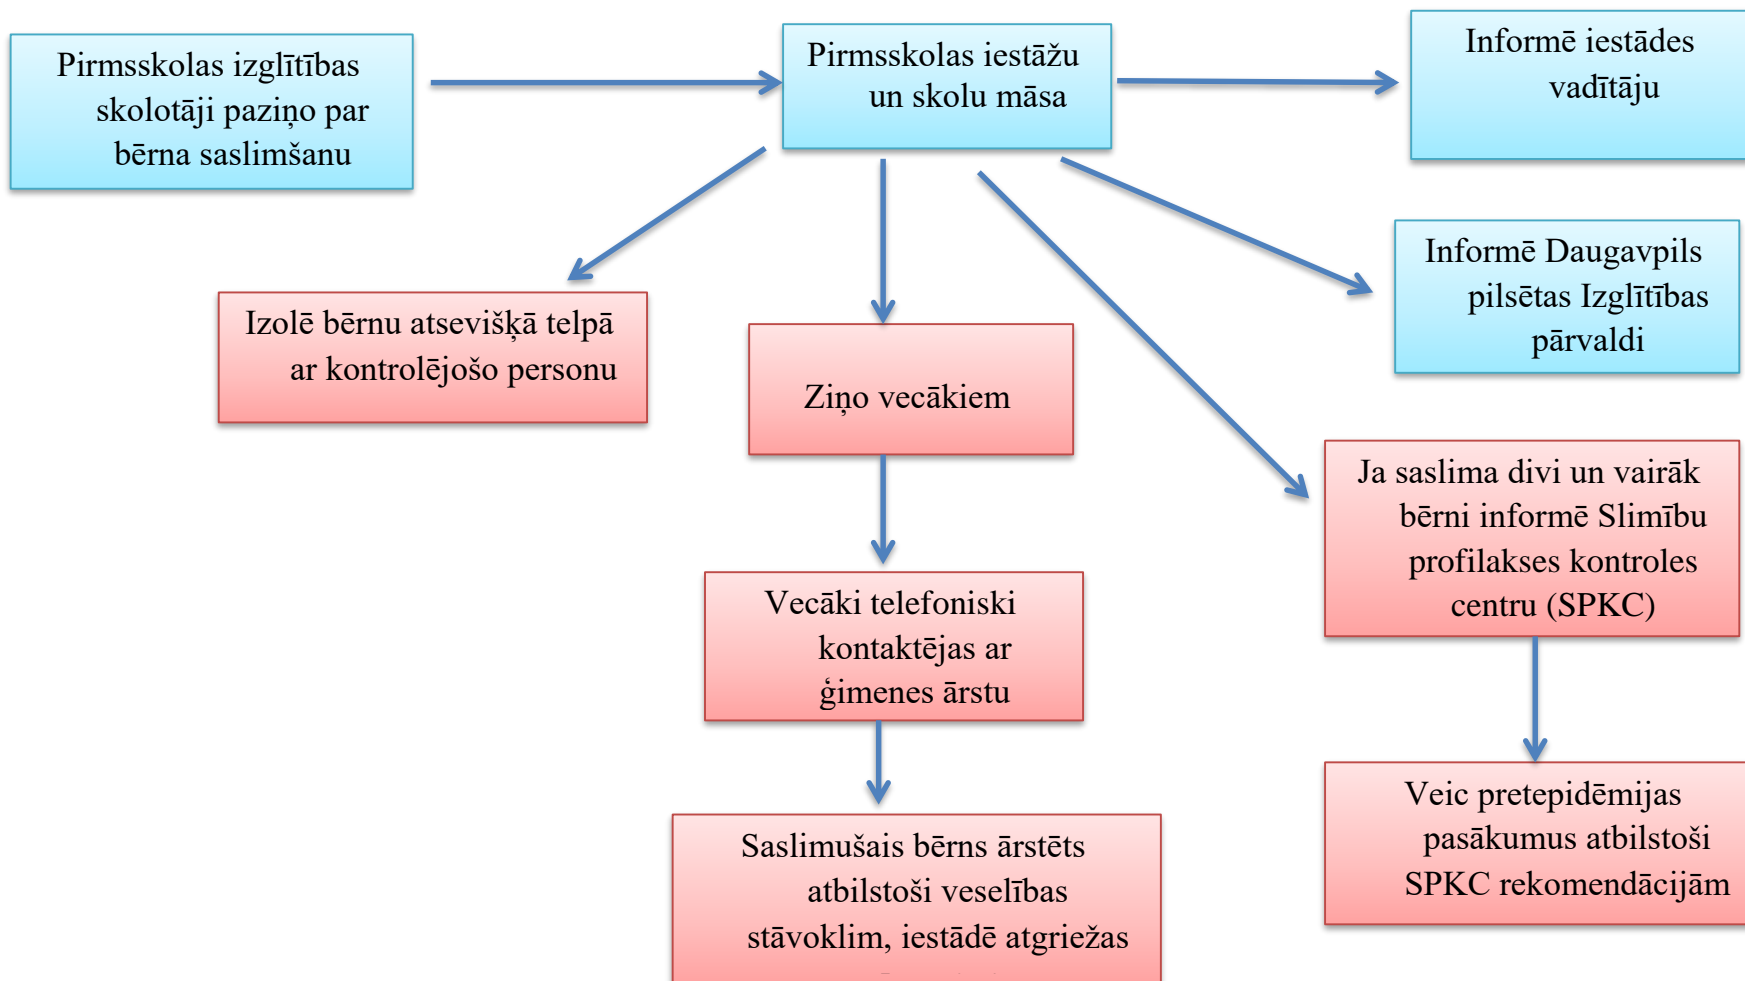 Pirmsskolas izglītības
skolotāji paziņo par
bērna saslimšanu
Pirmsskolas iestāžu
un skolu māsa
Informē iestādes
vadītāju
Informē Daugavpils
pilsētas Izglītības
pārvaldi
Izolē bērnu atsevišķā telpā
ar kontrolējošo personu
Ziņo vecākiem
Ja saslima divi un vairāk
bērni informē Slimību
profilakses kontroles
centru (SPKC)
Vecāki telefoniski
kontaktējas ar
ģimenes ārstu
Veic pretepidēmijas
pasākumus atbilstoši
SPKC rekomendācijām
Saslimušais bērns ārstēts
atbilstoši veselības
stāvoklim, iestādē atgriežas